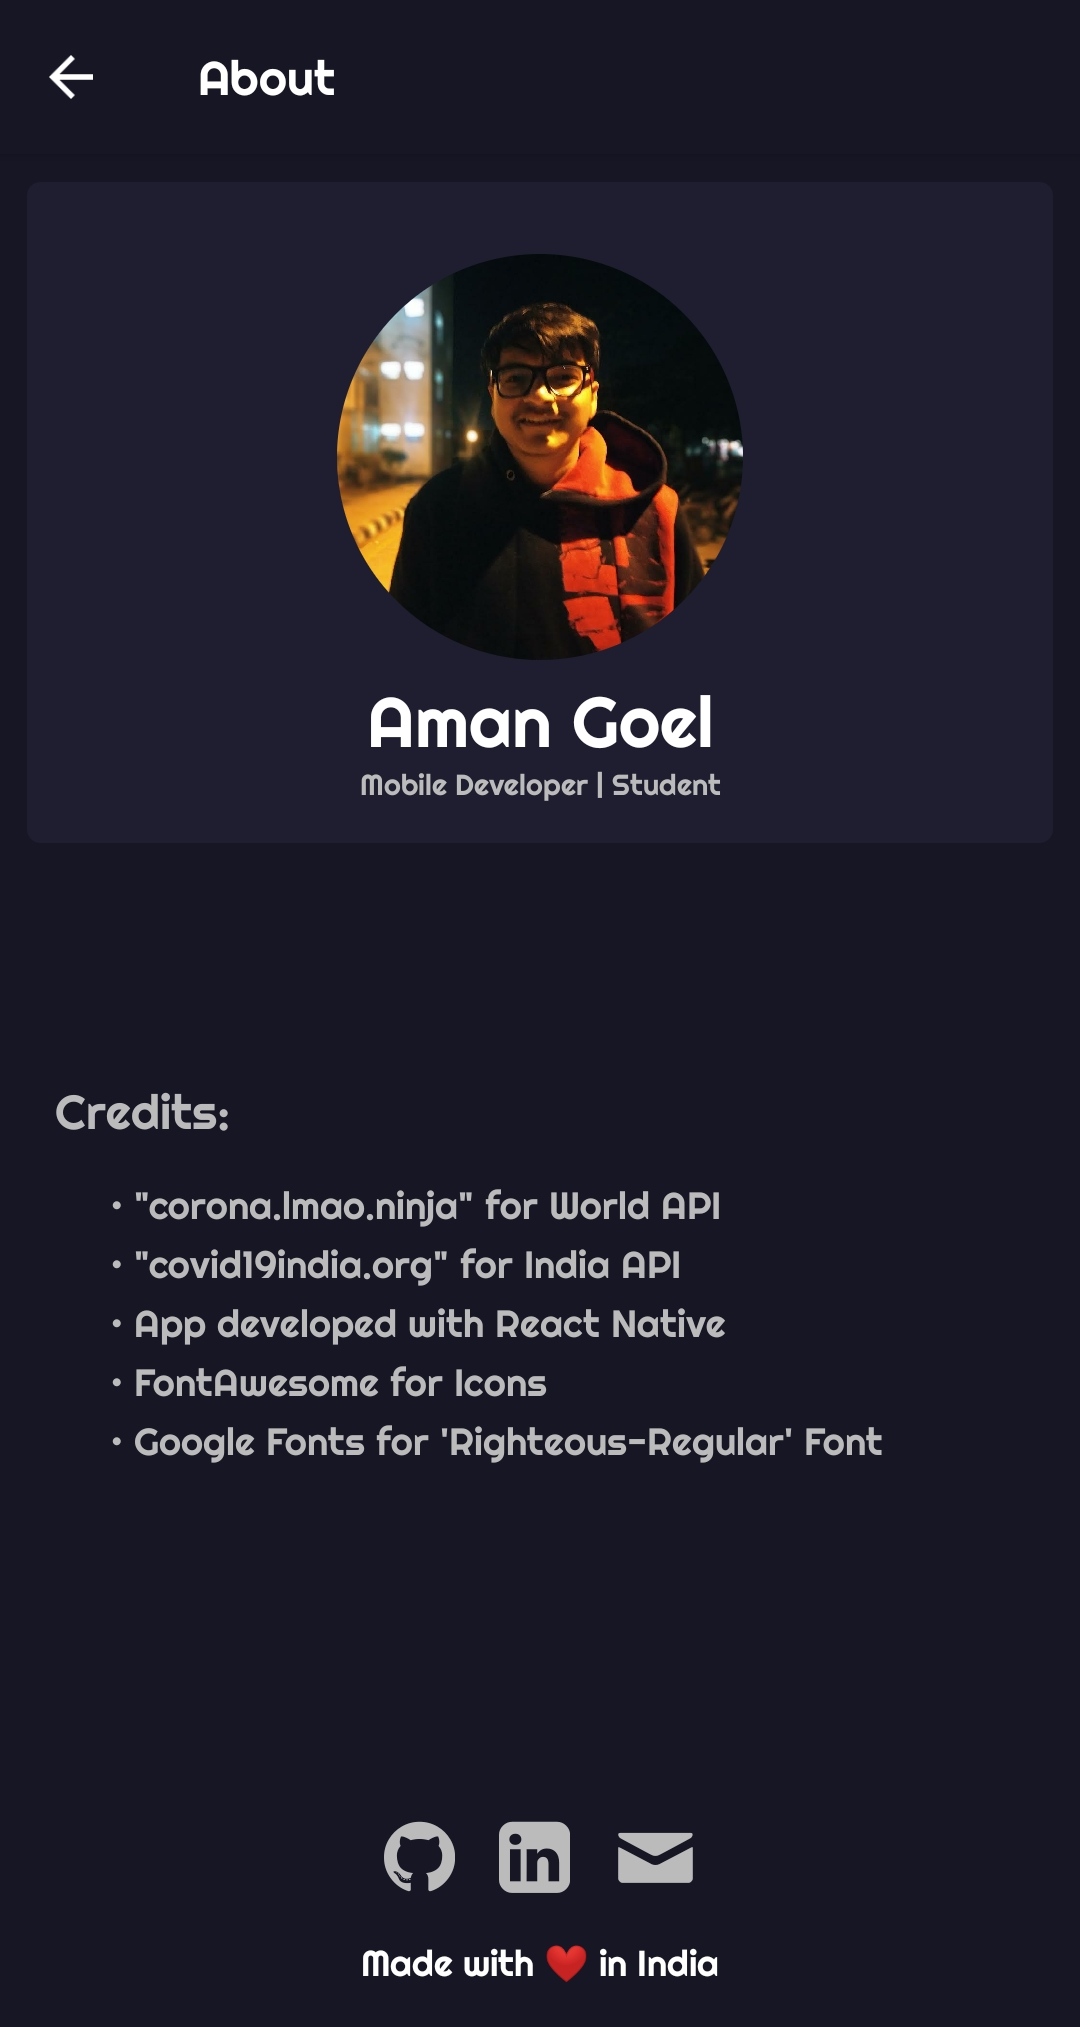 About
Aman Goel
Mobile Developer | Student
Credits:
• "corona.lmao.ninja" for World API
• "covid19india.org" for India API
• App developed with React Native
• FontAwesome for Icons
• Google Fonts for 'Righteous-Regular' Font
in
Made with ❤️ in India